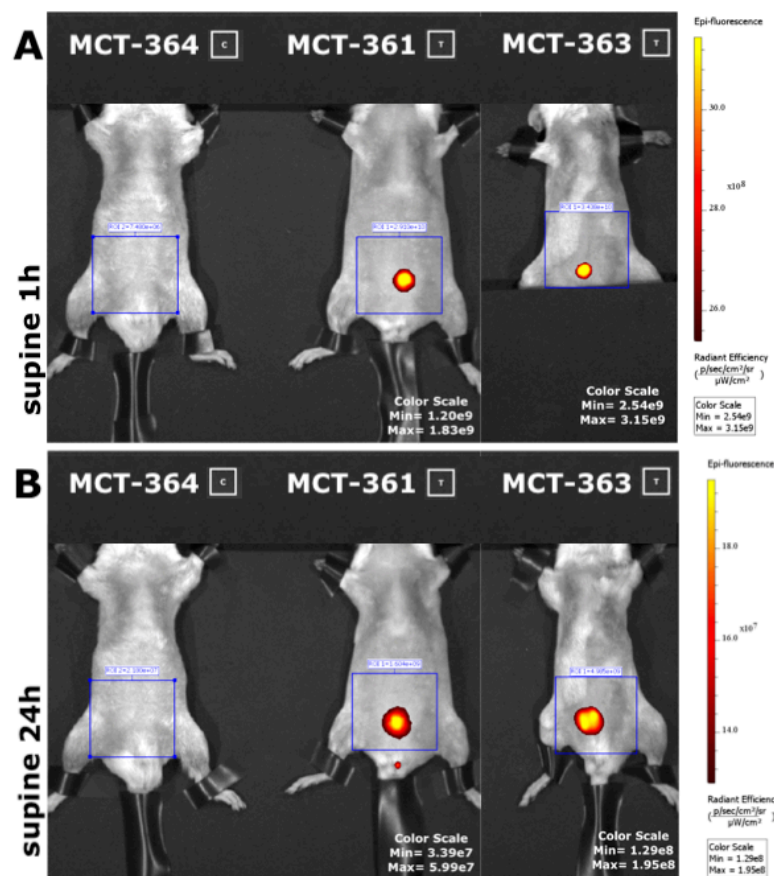 A
MCT-364 C
MCT-361 T
MCT-363 T
supine 1h
Color Scale
Min= 1.20e9
Max= 1.83e9
Color Scale
Min= 2.54e9
Max= 3.15e9
Epi-fluorescence
30.0
x10⁸
28.0
26.0
Radiant Efficiency
(p/sec/cm²/sr
µW/cm²)
Color Scale
Min = 2.54e9
Max = 3.15e9
B
MCT-364 C
MCT-361 T
MCT-363 T
supine 24h
Color Scale
Min= 3.39e7
Max= 5.99e7
Color Scale
Min= 1.29e8
Max= 1.95e8
Epi-fluorescence
18.0
16.0
x10⁷
14.0
Radiant Efficiency
(p/sec/cm²/sr
µW/cm²)
Color Scale
Min = 1.29e8
Max = 1.95e8